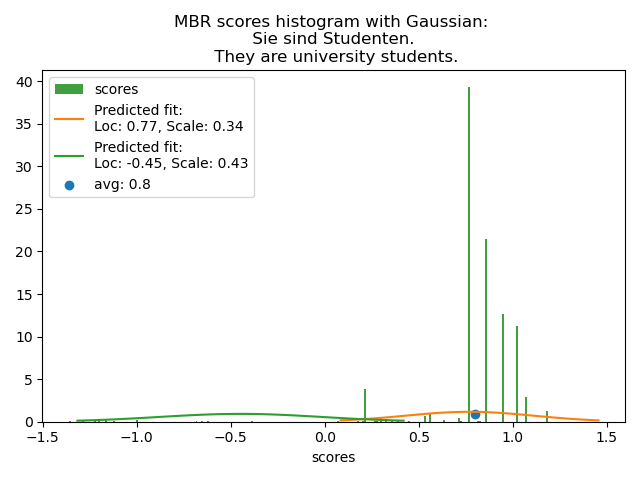 MBR scores histogram with Gaussian:
Sie sind Studenten.
They are university students.
scores
Predicted fit:
Loc: 0.77, Scale: 0.34
Predicted fit:
Loc: -0.45, Scale: 0.43
avg: 0.8
40
35
30
25
20
15
10
5
0
−1.5 −1.0 −0.5 0.0 0.5 1.0 1.5
scores